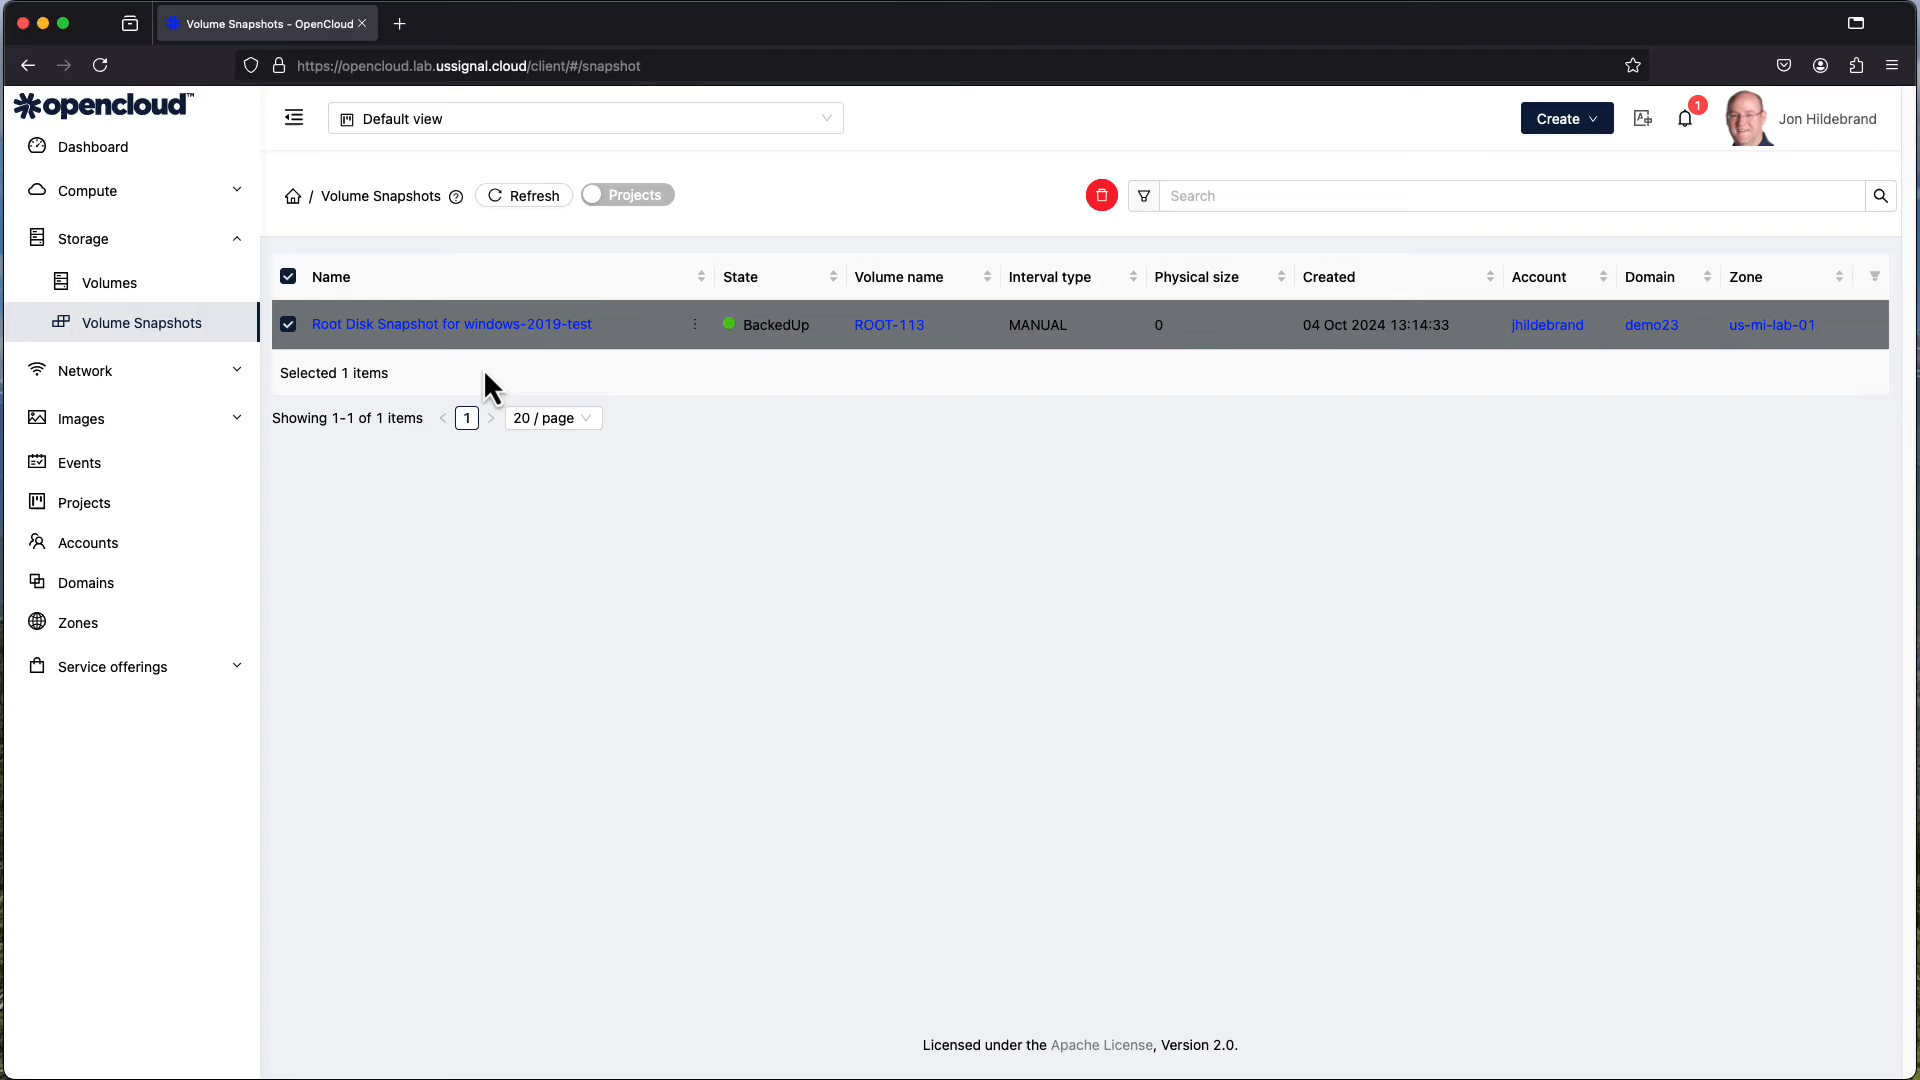 Volume Snapshots - OpenCloud
https://opencloud.lab.ussignal.cloud/client/#/snapshot
opencloud™
Default view
Create
1
Jon Hildebrand
Dashboard
Compute
Storage
Volumes
Volume Snapshots
Network
Images
Events
Projects
Accounts
Domains
Zones
Service offerings
/ Volume Snapshots Refresh Projects Search
Name State Volume name Interval type Physical size Created Account Domain Zone
Root Disk Snapshot for windows-2019-test BackedUp ROOT-113 MANUAL 0 04 Oct 2024 13:14:33 jhildebrand demo23 us-mi-lab-01
Selected 1 items
Showing 1-1 of 1 items < 1 > 20 / page
Licensed under the Apache License, Version 2.0.